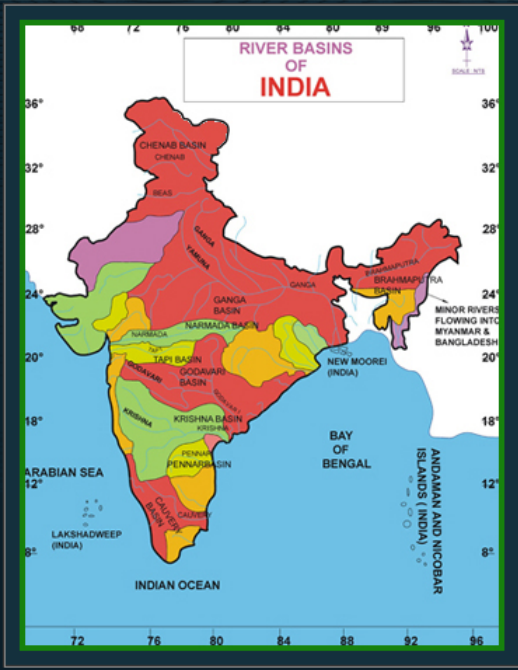 68 72 76 80 84 80 89 96 100
RIVER BASINS
OF
INDIA
SCALE - NTS
36°
36°
CHENAB BASIN
CHENAB
32°
32°
BEAS
28°
28°
GANGA
YAMUNA
BRAHMAPUTRA
BRAHMAPUTRA
BASIN
GANGA
24°
24°
GANGA
BASIN
MINOR RIVERS
FLOWING INTO
MYANMAR &
BANGLADESH
NARMADA BASIN
NARMADA
20°
20°
TAPI BASIN
NEW MOOREI
(INDIA)
GODAVARI
GODAVARI
BASIN
KRISHNA
KRISHNA BASIN
KRISHNA
18°
18°
BAY
OF
BENGAL
PENNAR
PENNARBASIN
ARABIAN SEA
12°
12°
ANDAMAN AND NICOBAR
ISLANDS ( INDIA)
CAUVERY
BASIN
CAUVERY
LAKSHADWEEP
(INDIA)
8°
8°
INDIAN OCEAN
72 76 80 84 88 92 96